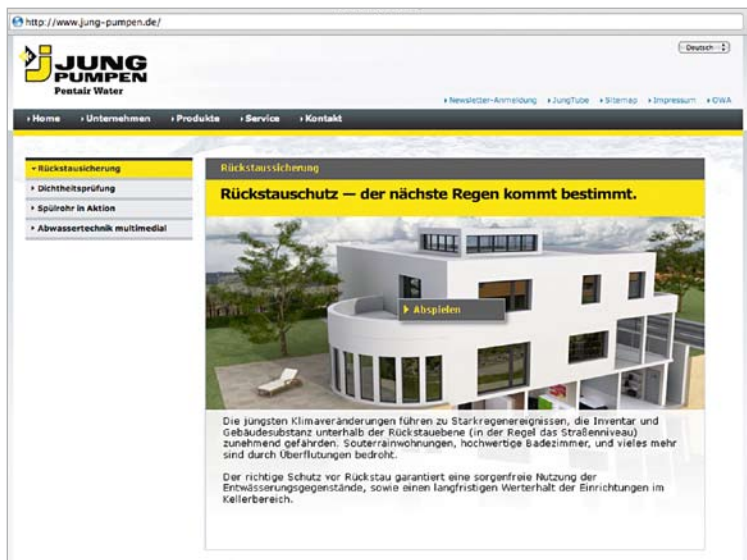 http://www.jung-pumpen.de/
Deutsch
JUNG
PUMPEN
Pentair Water
Newsletter-Anmeldung JungTube Sitemap Impressum OWA
Home Unternehmen Produkte Service Kontakt
Rückstausicherung
Dichtheitsprüfung
Spülrohr in Aktion
Abwassertechnik multimedial
Rückstaussicherung
Rückstauschutz — der nächste Regen kommt bestimmt.
Abspielen
Die jüngsten Klimaveränderungen führen zu Starkregenereignissen, die Inventar und
Gebäudesubstanz unterhalb der Rückstauebene (in der Regel das Straßenniveau)
zunehmend gefährden. Souterrainwohnungen, hochwertige Badezimmer, und vieles mehr
sind durch Überflutungen bedroht.
Der richtige Schutz vor Rückstau garantiert eine sorgenfreie Nutzung der
Entwässerungsgegenstände, sowie einen langfristigen Werterhalt der Einrichtungen im
Kellerbereich.